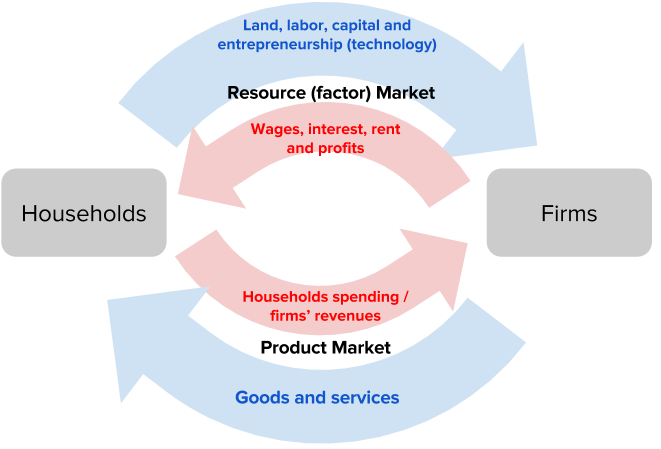 Land, labor, capital and
entrepreneurship (technology)
Resource (factor) Market
Wages, interest, rent
and profits
Households
Firms
Households spending /
firms’ revenues
Product Market
Goods and services